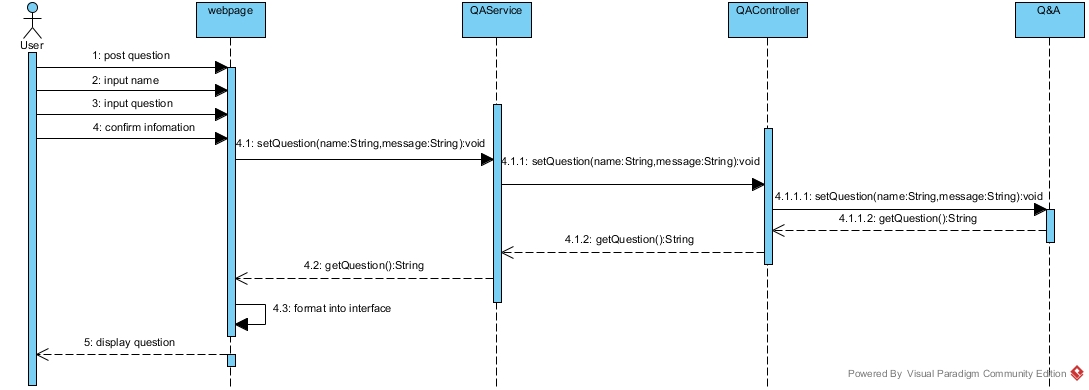 webpage
QAService
QAController
Q&A
User
1: post question
2: input name
3: input question
4: confirm infomation
4.1: setQuestion(name:String,message:String):void
4.1.1: setQuestion(name:String,message:String):void
4.1.1.1: setQuestion(name:String,message:String):void
4.1.1.2: getQuestion():String
4.1.2: getQuestion():String
4.2: getQuestion():String
4.3: format into interface
5: display question
Powered By Visual Paradigm Community Edition